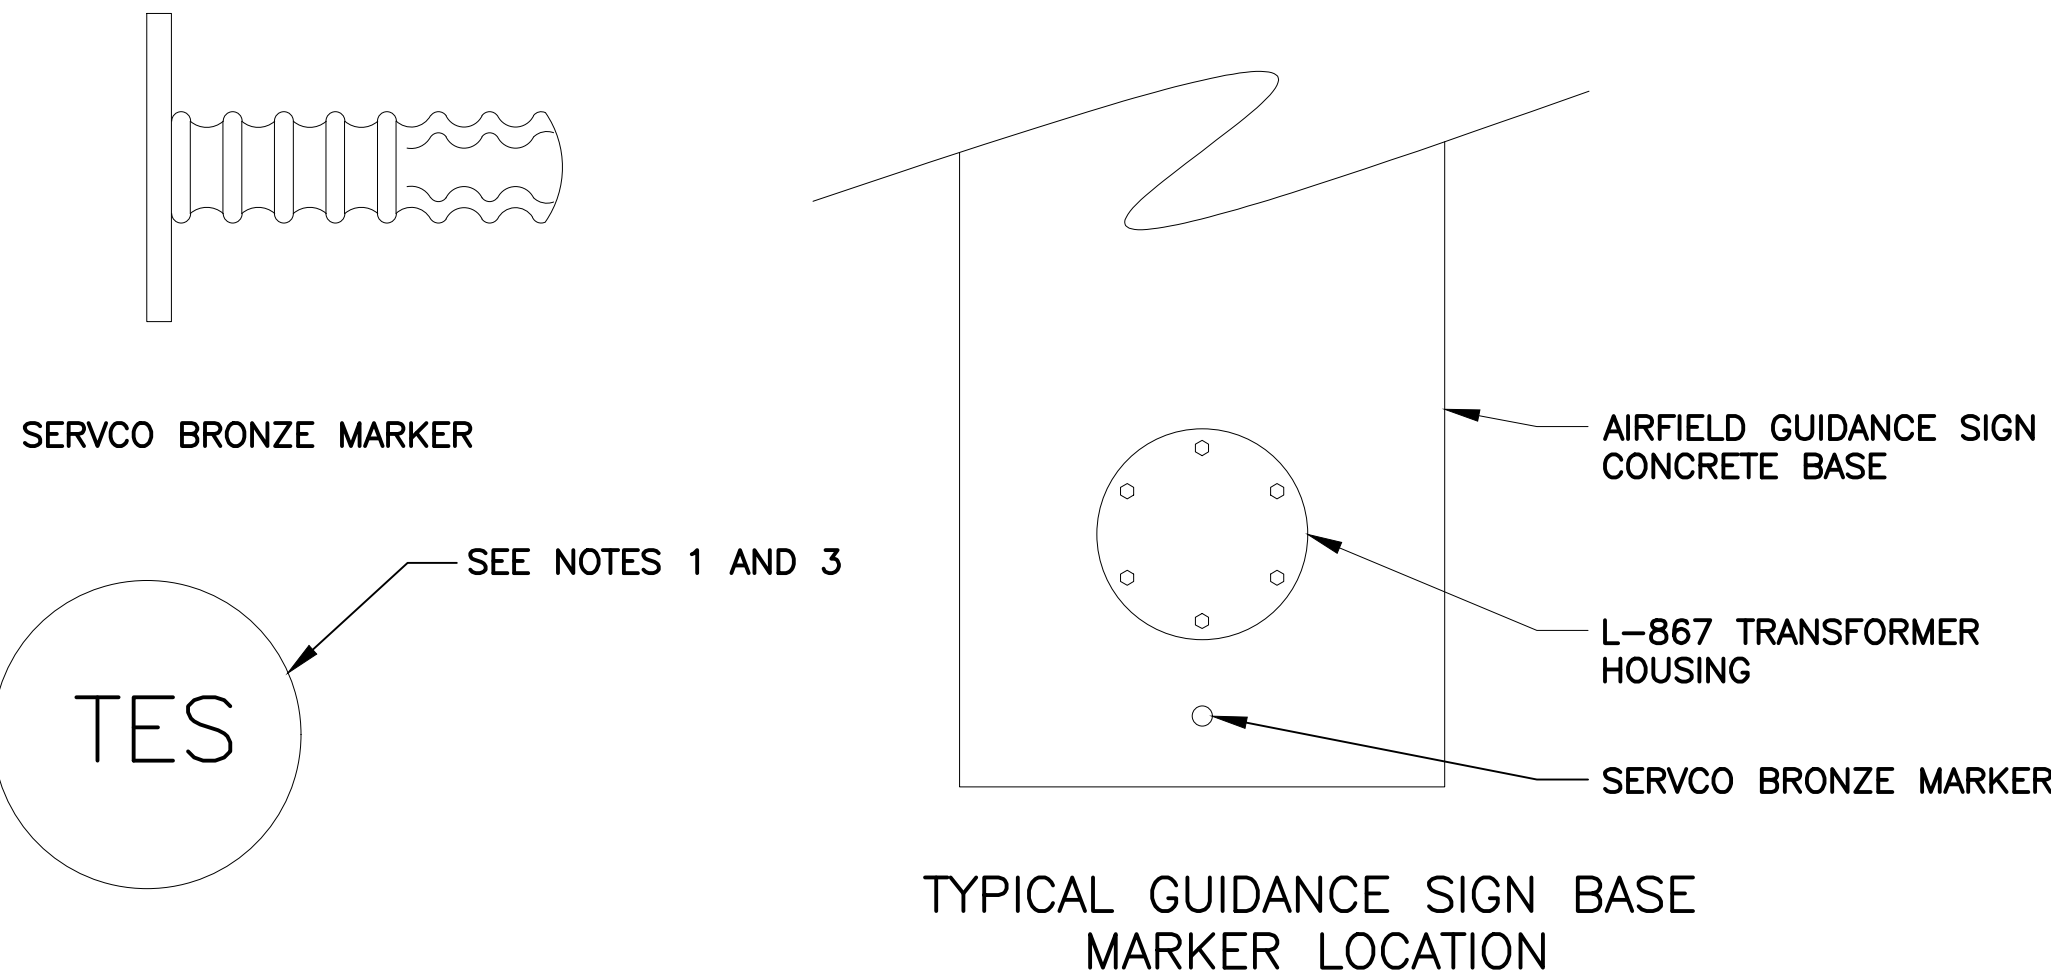 SERVCO BRONZE MARKER
SEE NOTES 1 AND 3
TES
AIRFIELD GUIDANCE SIGN
CONCRETE BASE
L-867 TRANSFORMER
HOUSING
SERVCO BRONZE MARKER
TYPICAL GUIDANCE SIGN BASE
MARKER LOCATION